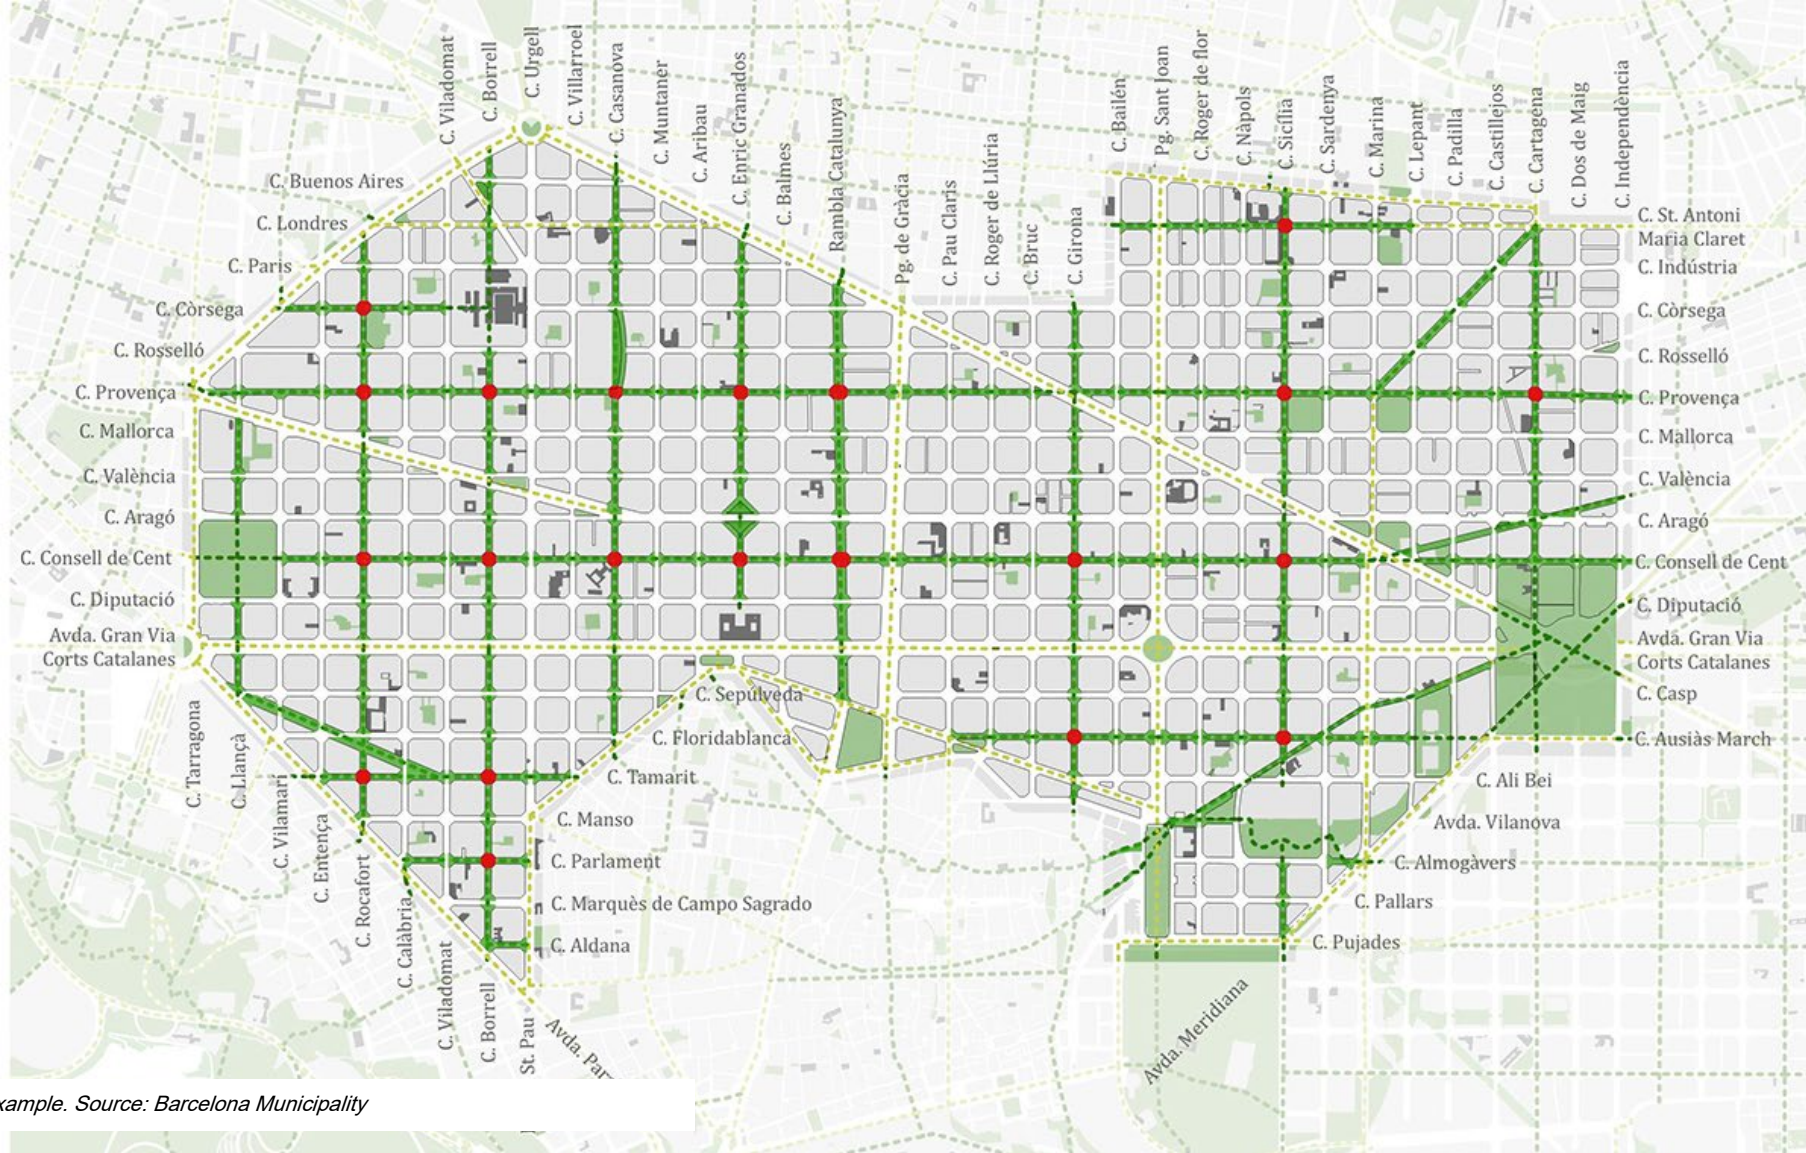 C. Viladomat
C. Borrell
C. Urgell
C. Villarroel
C. Casanova
C. Muntaner
C. Aribau
C. Enric Granados
C. Balmes
Rambla Catalunya
Pg. de Gràcia
C. Pau Claris
C. Roger de Llúria
C. Bruc
C. Girona
C. Bailén
Pg. Sant Joan
C. Roger de flor
C. Nàpols
C. Sicília
C. Sardenya
C. Marina
C. Lepant
C. Padilla
C. Castillejos
C. Cartagena
C. Dos de Maig
C. Independència
C. Buenos Aires
C. Londres
C. Paris
C. Còrsega
C. Rosselló
C. Provença
C. Mallorca
C. València
C. Aragó
C. Consell de Cent
C. Diputació
Avda. Gran Via
Corts Catalanes
C. St. Antoni
Maria Claret
C. Indústria
C. Còrsega
C. Rosselló
C. Provença
C. Mallorca
C. València
C. Aragó
C. Consell de Cent
C. Diputació
Avda. Gran Via
Corts Catalanes
C. Casp
C. Ausiàs March
C. Ali Bei
Avda. Vilanova
C. Almogàvers
C. Pallars
C. Pujades
Avda. Meridiana
C. Sepúlveda
C. Floridablanca
C. Tamarit
C. Manso
C. Parlament
C. Marquès de Campo Sagrado
C. Aldana
C. Tarragona
C. Llançà
C. Vilamarí
C. Entença
C. Rocafort
C. Calàbria
C. Viladomat
C. Borrell
St. Pau
Avda. Par
xample. Source: Barcelona Municipality